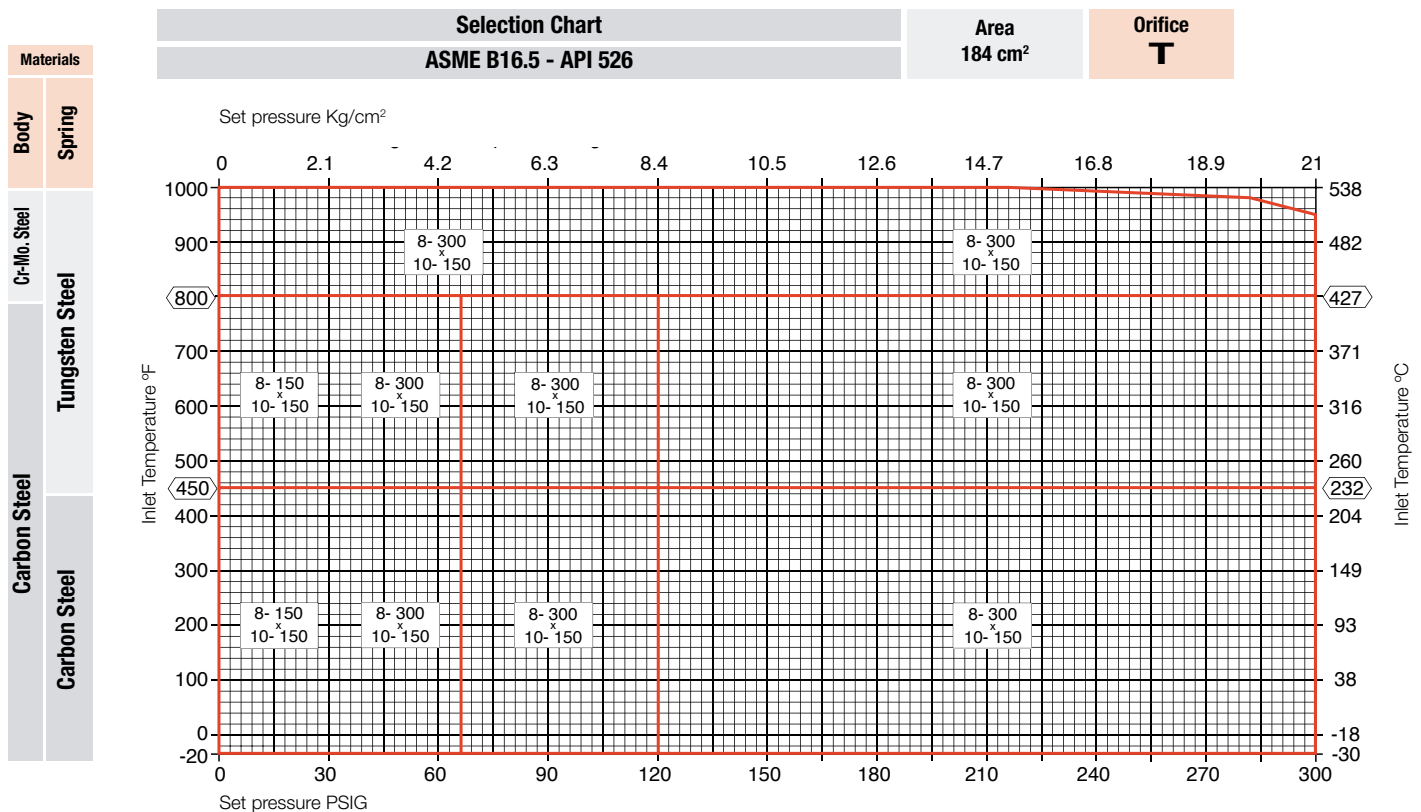 Selection Chart
ASME B16.5 - API 526
Area
184 cm²
Orifice
T
Materials
Body
Spring
Cr-Mo. Steel
Tungsten Steel
Carbon Steel
Carbon Steel
Set pressure Kg/cm²
0 2.1 4.2 6.3 8.4 10.5 12.6 14.7 16.8 18.9 21
1000
900
800
700
600
500
450
400
300
200
100
0
-20
Inlet Temperature ºF
8- 300
x
10- 150
8- 300
x
10- 150
8- 150
x
10- 150
8- 300
x
10- 150
8- 300
x
10- 150
8- 300
x
10- 150
8- 150
x
10- 150
8- 300
x
10- 150
8- 300
x
10- 150
8- 300
x
10- 150
538
482
427
371
316
260
232
204
149
93
38
-18
-30
Inlet Temperature ºC
0 30 60 90 120 150 180 210 240 270 300
Set pressure PSIG